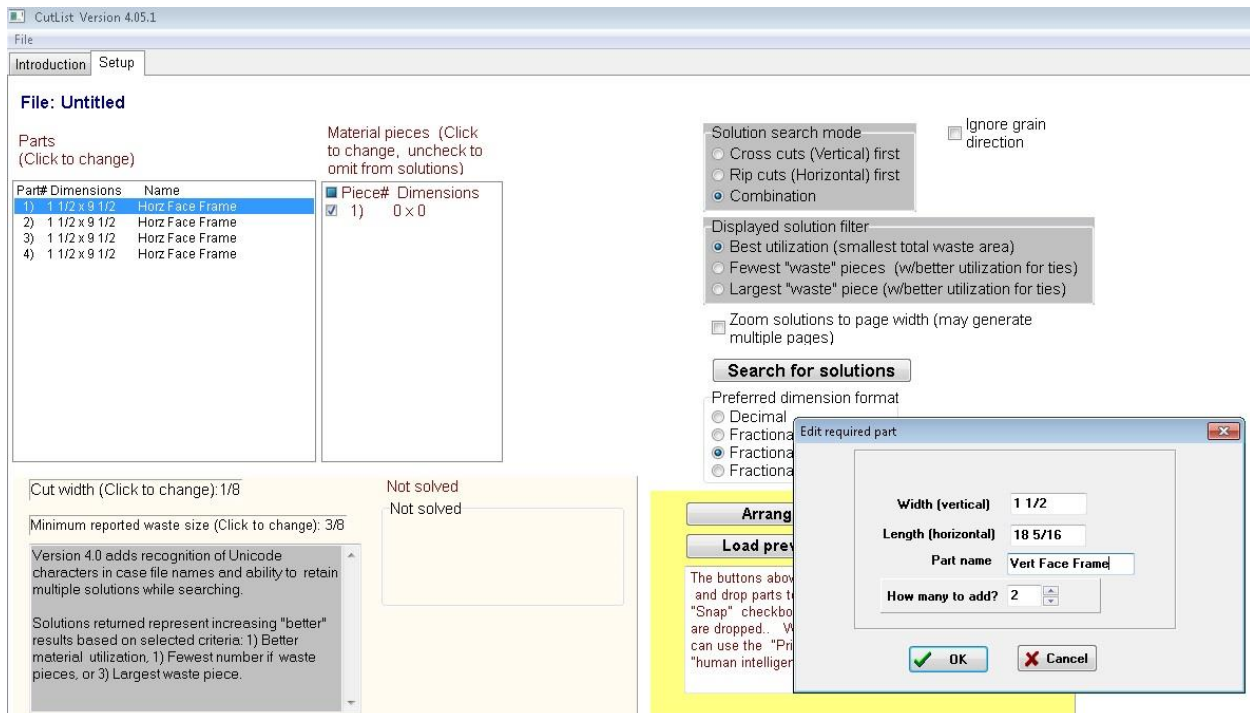 CutList Version 4.05.1
File
Introduction
Setup
File: Untitled
Parts
(Click to change)
Part# Dimensions Name
1) 1 1/2 x 9 1/2 Horz Face Frame
2) 1 1/2 x 9 1/2 Horz Face Frame
3) 1 1/2 x 9 1/2 Horz Face Frame
4) 1 1/2 x 9 1/2 Horz Face Frame
Material pieces (Click
to change, uncheck to
omit from solutions)
Piece# Dimensions
1) 0 x 0
Solution search mode
Cross cuts (Vertical) first
Rip cuts (Horizontal) first
Combination
Ignore grain
direction
Displayed solution filter
Best utilization (smallest total waste area)
Fewest "waste" pieces (w/better utilization for ties)
Largest "waste" piece (w/better utilization for ties)
Zoom solutions to page width (may generate
multiple pages)
Search for solutions
Preferred dimension format
Decimal
Fractiona
Fractiona
Fractiona
Cut width (Click to change): 1/8
Minimum reported waste size (Click to change): 3/8
Version 4.0 adds recognition of Unicode
characters in case file names and ability to retain
multiple solutions while searching.
Solutions returned represent increasing "better"
results based on selected criteria: 1) Better
material utilization, 1) Fewest number if waste
pieces, or 3) Largest waste piece.
Not solved
Not solved
Arrang
Load prev
The buttons abov
and drop parts t
"Snap" checkbo
are dropped.. W
can use the "Pri
"human intelliger
Edit required part
Width (vertical) 1 1/2
Length (horizontal) 18 5/16
Part name Vert Face Frame
How many to add? 2
OK
Cancel